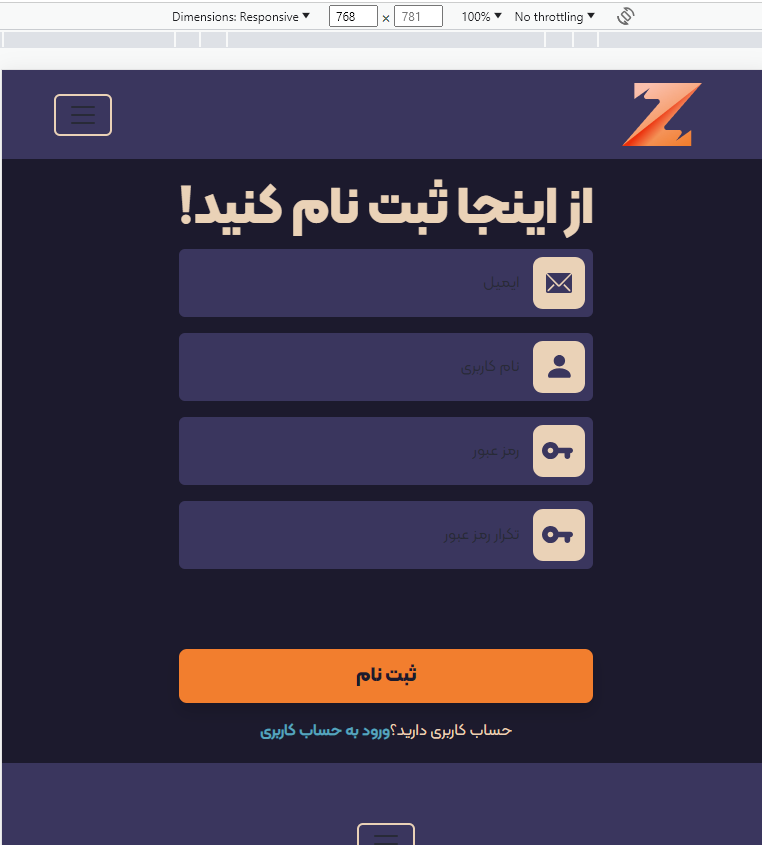 Dimensions: Responsive 768 × 781 100% No throttling
از اینجا ثبت نام کنید!
ایمیل
نام کاربری
رمز عبور
تکرار رمز عبور
ثبت نام
حساب کاربری دارید؟ورود به حساب کاربری